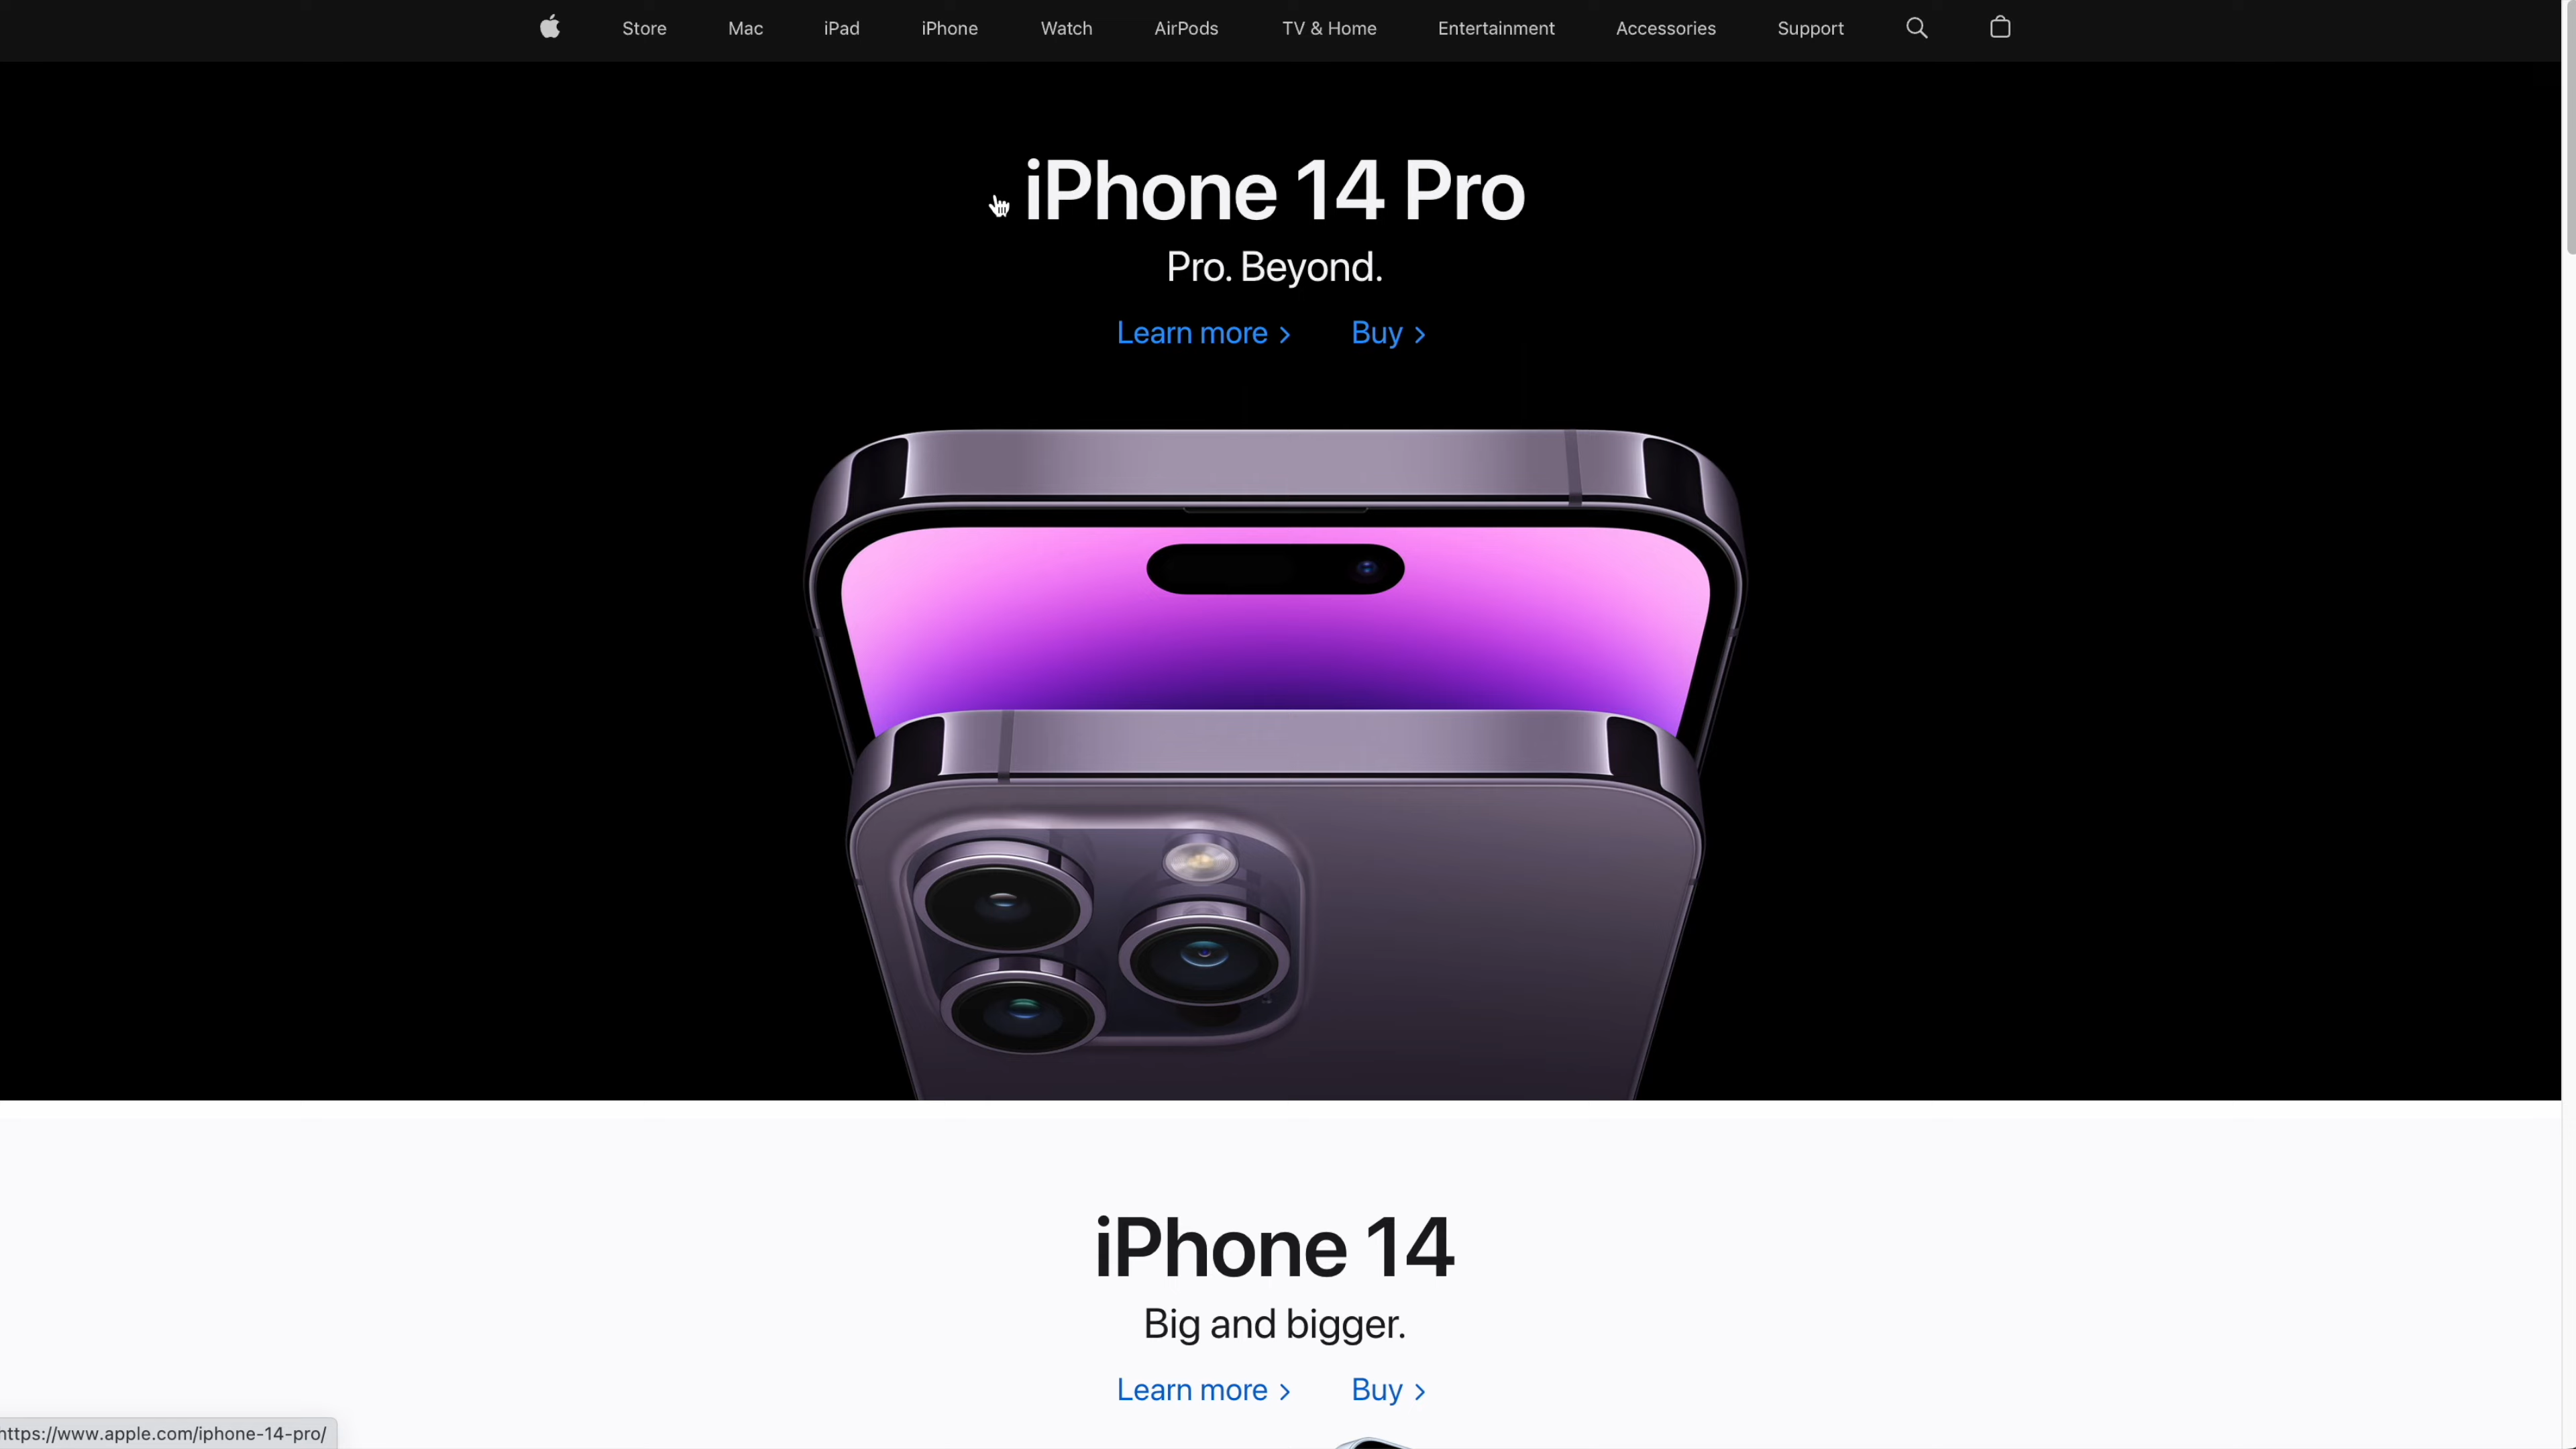 Store Mac iPad iPhone Watch AirPods TV & Home Entertainment Accessories Support
iPhone 14 Pro
Pro. Beyond.
Learn more > Buy >
iPhone 14
Big and bigger.
Learn more > Buy >
https://www.apple.com/iphone-14-pro/